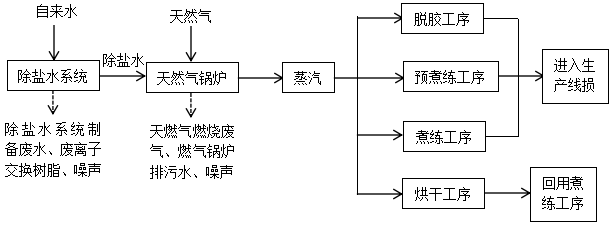 自来水
除盐水系统
除盐水系统制
备废水、废离子
交换树脂、噪声
除盐水
天然气
天然气锅炉
天燃气燃烧废
气、燃气锅炉
排污水、噪声
蒸汽
脱胶工序
预煮练工序
煮练工序
烘干工序
进入生
产线损
回用煮
练工序